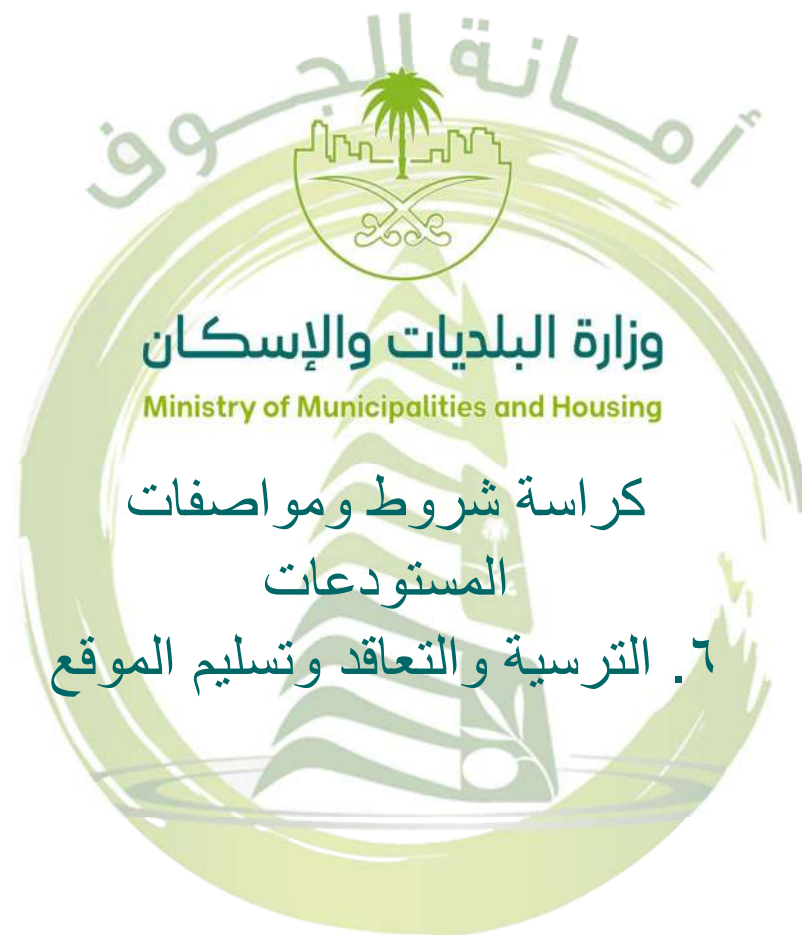 أمانة الجوف
وزارة البلديات والإسكان
Ministry of Municipalities and Housing
كراسة شروط ومواصفات
المستودعات
٦. الترسية والتعاقد وتسليم الموقع